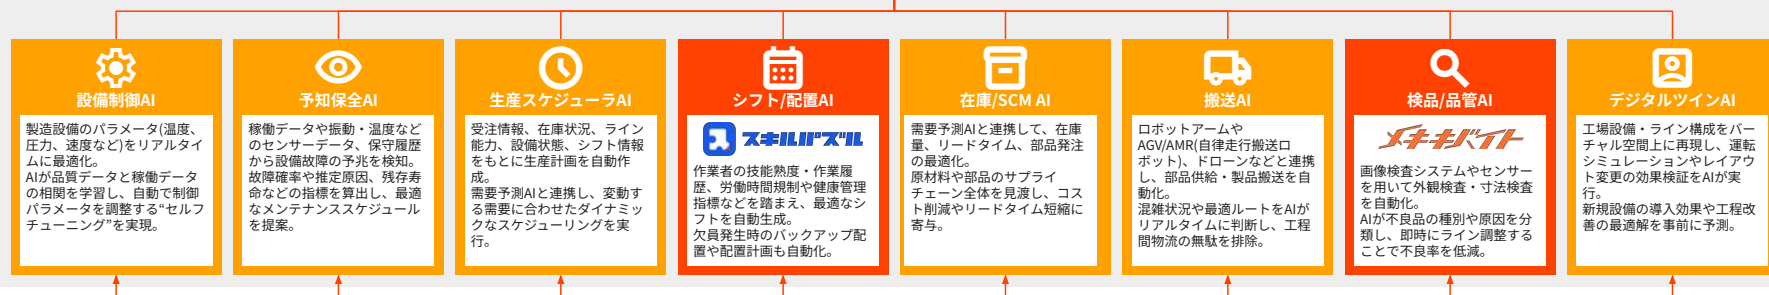 設備制御AI
製造設備のパラメータ(温度、
圧力、速度など)をリアルタイ
ムに最適化。
AIが品質データと稼働データ
の相関を学習し、自動で制御
パラメータを調整する“セルフ
チューニング”を実現。
予知保全AI
稼働データや振動・温度など
のセンサーデータ、保守履歴
から設備故障の予兆を検知。
故障確率や推定原因、残存寿
命などの指標を算出し、最適
なメンテナンススケジュール
を提案。
生産スケジューラAI
受注情報、在庫状況、ライン
能力、設備状態、シフト情報
をもとに生産計画を自動作
成。
需要予測AIと連携し、変動す
る需要に合わせたダイナミッ
クなスケジューリングを実
行。
シフト/配置AI
スキルパズル
作業者の技能熟度・作業履
歴、労働時間規制や健康管理
指標などを踏まえ、最適なシ
フトを自動生成。
欠員発生時のバックアップ配
置や配置計画も自動化。
在庫/SCM AI
需要予測AIと連携して、在庫
量、リードタイム、部品発注
の最適化。
原材料や部品のサプライ
チェーン全体を見渡し、コス
ト削減やリードタイム短縮に
寄与。
搬送AI
ロボットアームや
AGV/AMR(自律走行搬送ロ
ボット)、ドローンなどと連携
し、部品供給・製品搬送を自
動化。
混雑状況や最適ルートをAIが
リアルタイムに判断し、工程
間物流の無駄を排除。
検品/品管AI
メキキバイト
画像検査システムやセンサー
を用いて外観検査・寸法検査
を自動化。
AIが不良品の種別や原因を分
類し、即時にライン調整する
ことで不良率を低減。
デジタルツインAI
工場設備・ライン構成をバー
チャル空間上に再現し、運転
シミュレーションやレイアウ
ト変更の効果検証をAIが実
行。
新規設備の導入効果や工程改
善の最適解を事前に予測。